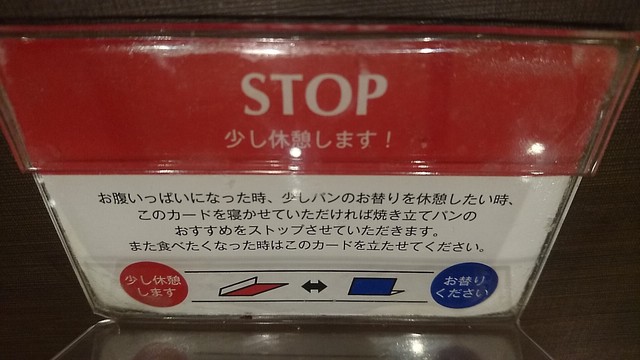 STOP
少し休憩します！
お腹いっぱいになった時、少しパンのお替りを休憩したい時、
このカードを寝かせていただければ焼き立てパンの
おすすめをストップさせていただきます。
また食べたくなった時はこのカードを立たせてください。
少し休憩
します
お替り
ください